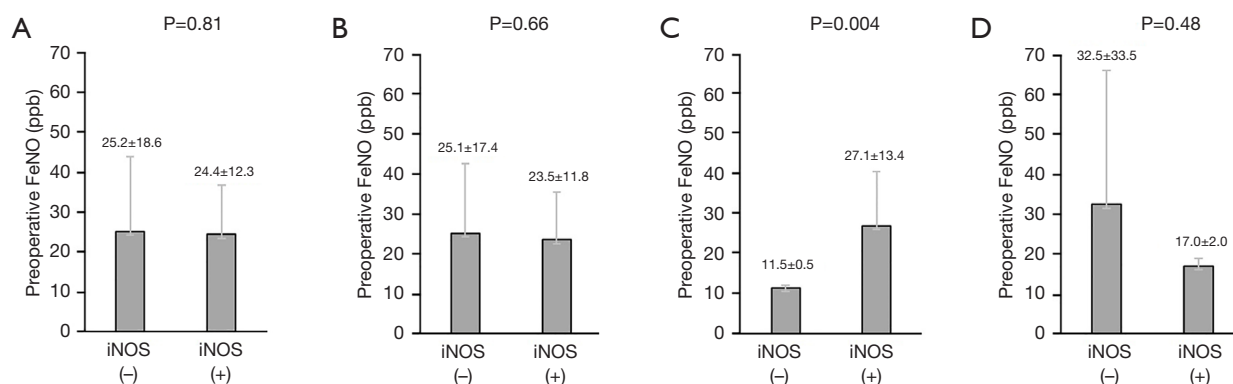 A
P=0.81
Preoperative FeNO (ppb)
70
60
50
40
30
20
10
0
25.2±18.6
24.4±12.3
iNOS
(–)
iNOS
(+)
B
P=0.66
Preoperative FeNO (ppb)
70
60
50
40
30
20
10
0
25.1±17.4
23.5±11.8
iNOS
(–)
iNOS
(+)
C
P=0.004
Preoperative FeNO (ppb)
70
60
50
40
30
20
10
0
11.5±0.5
27.1±13.4
iNOS
(–)
iNOS
(+)
D
P=0.48
Preoperative FeNO (ppb)
70
60
50
40
30
20
10
0
32.5±33.5
17.0±2.0
iNOS
(–)
iNOS
(+)